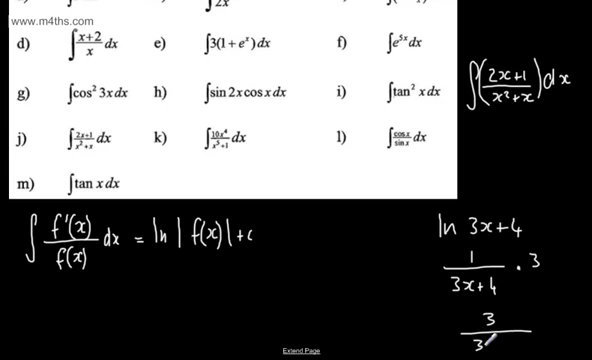 www.m4ths.com
∫2x
d) ∫(x+2)/x dx e) ∫3(1 + eˣ)dx f) ∫e⁵ˣdx
g) ∫cos² 3x dx h) ∫sin 2x cos x dx i) ∫tan² x dx
j) ∫(2x+1)/(x²+x) dx k) ∫10x⁴/(x⁵+1) dx l) ∫cos x/sin x dx
m) ∫tan x dx
∫((2x+1)/(x²+x))dx
∫ f'(x)/f(x) dx = ln | f(x) | + c
ln 3x+4
1/(3x+4) . 3
3/3
Extend Page